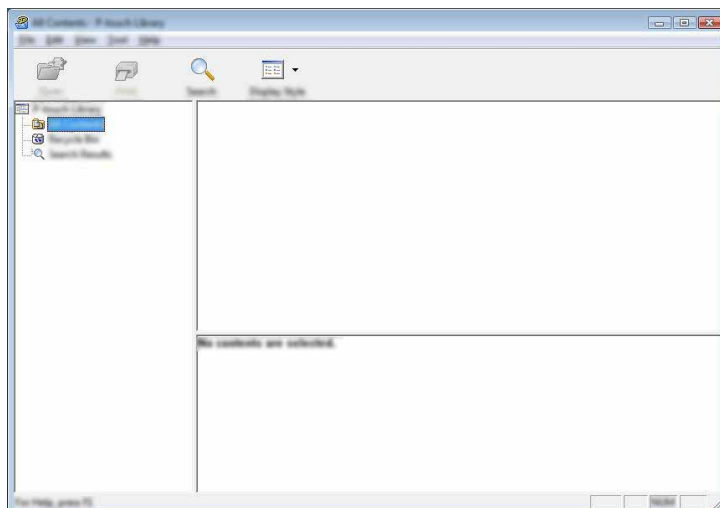 All Contents - P-touch Library
File Edit View Tool Help
Open Print Search Display Style
P-touch Library
All Contents
Recycle Bin
Search Results
No contents are selected.
For Help, press F1
NUM